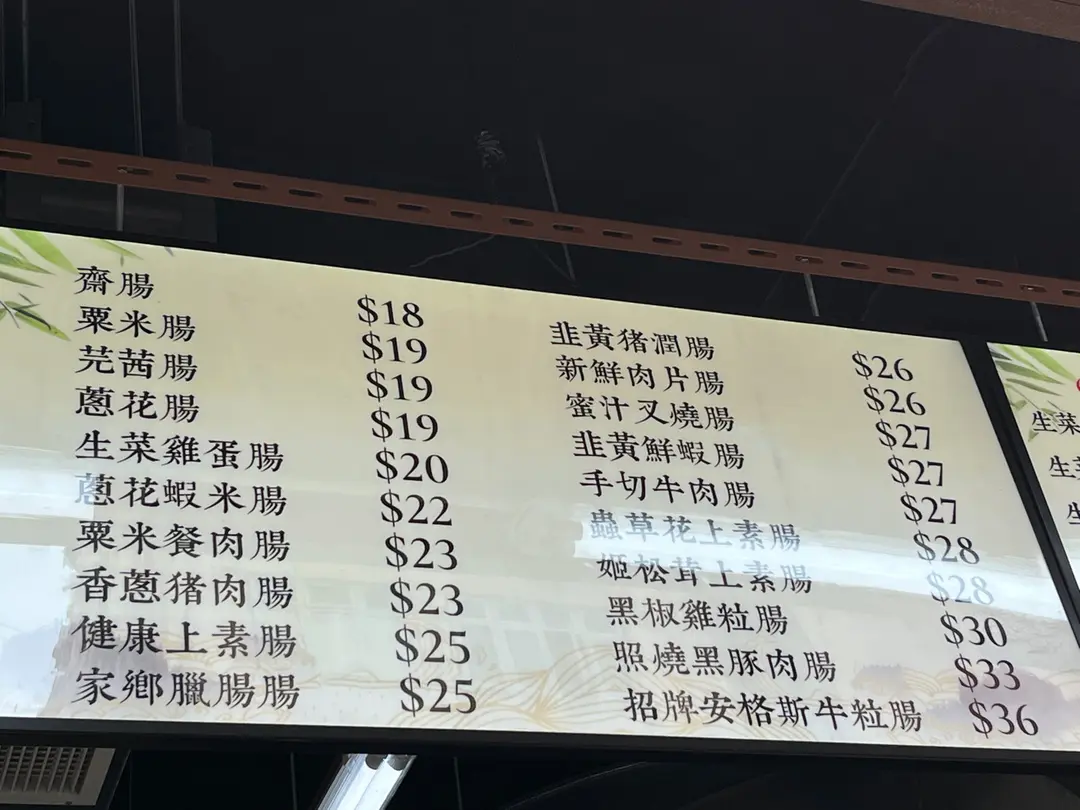 齋腸 $18
粟米腸 $19
芫茜腸 $19
蔥花腸 $19
生菜雞蛋腸 $20
蔥花蝦米腸 $22
粟米餐肉腸 $23
香蔥猪肉腸 $23
健康上素腸 $25
家鄉臘腸腸 $25
韭黃猪潤腸 $26
新鮮肉片腸 $26
蜜汁叉燒腸 $27
韭黃鮮蝦腸 $27
手切牛肉腸 $27
蟲草花上素腸 $28
姬松茸上素腸 $28
黑椒雞粒腸 $30
照燒黑豚肉腸 $33
招牌安格斯牛粒腸 $36
生菜
生